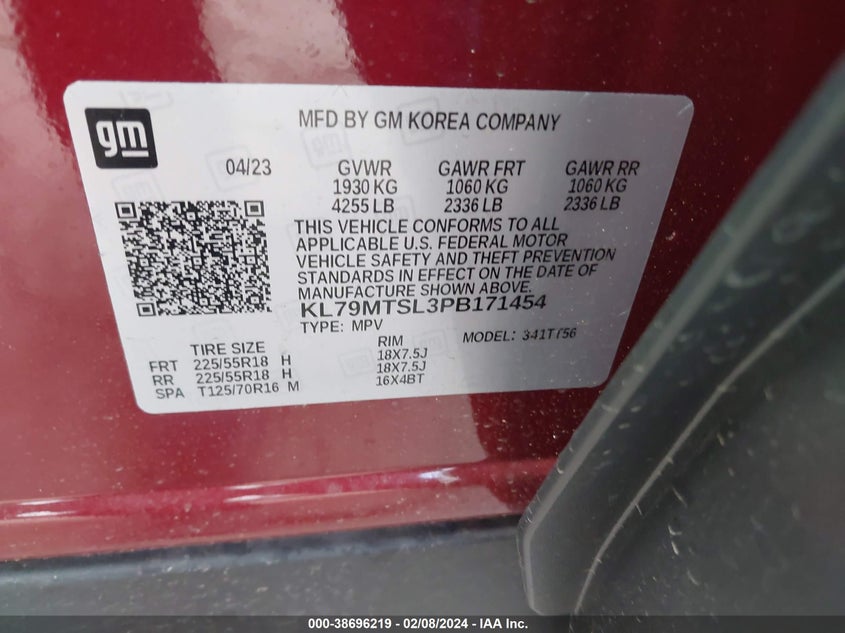 gm
MFD BY GM KOREA COMPANY
04/23 GVWR GAWR FRT GAWR RR
1930 KG 1060 KG 1060 KG
4255 LB 2336 LB 2336 LB
THIS VEHICLE CONFORMS TO ALL
APPLICABLE U.S. FEDERAL MOTOR
VEHICLE SAFETY AND THEFT PREVENTION
STANDARDS IN EFFECT ON THE DATE OF
MANUFACTURE SHOWN ABOVE.
KL79MTSL3PB171454
TYPE: MPV MODEL:
TIRE SIZE RIM
FRT 225/55R18 H 18X7.5J
RR 225/55R18 H 18X7.5J
SPA T125/70R16 M 16X4BT
000-38696219 - 02/08/2024 - IAA Inc.